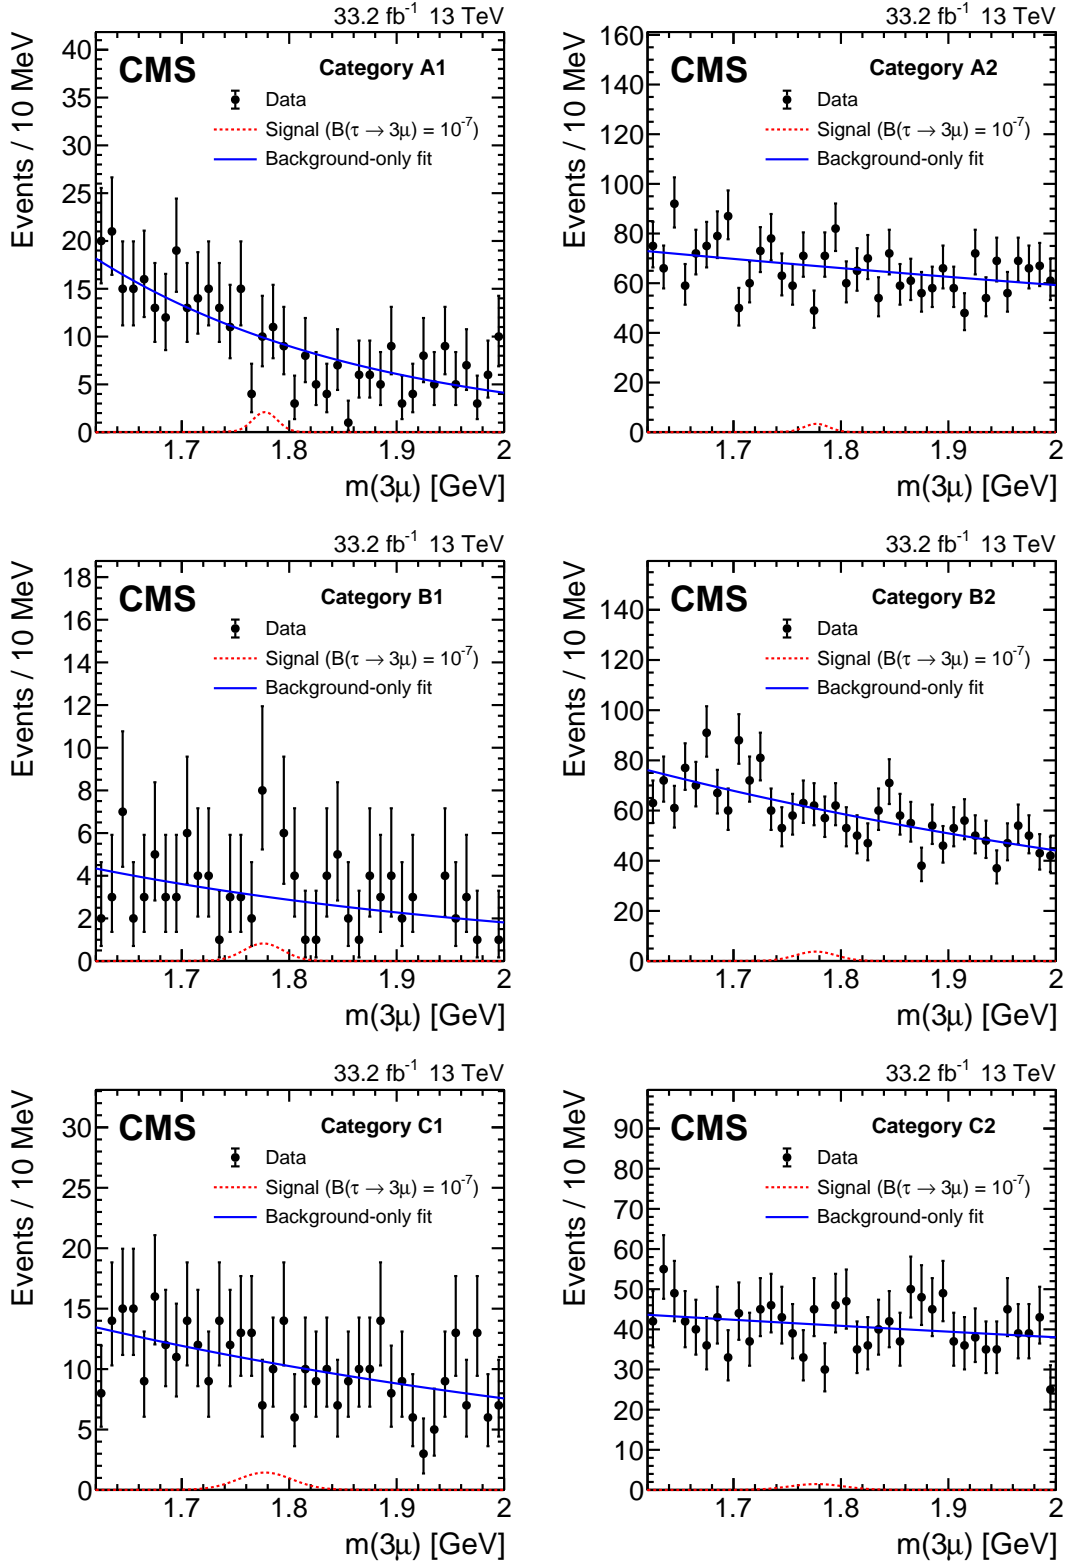 33.2 fb⁻¹ 13 TeV
CMS
Category A1
Data
Signal (B(τ → 3μ) = 10⁻⁷)
Background-only fit
Events / 10 MeV
40
35
30
25
20
15
10
5
0
1.7 1.8 1.9 2
m(3μ) [GeV]
33.2 fb⁻¹ 13 TeV
CMS
Category A2
Data
Signal (B(τ → 3μ) = 10⁻⁷)
Background-only fit
Events / 10 MeV
160
140
120
100
80
60
40
20
0
1.7 1.8 1.9 2
m(3μ) [GeV]
33.2 fb⁻¹ 13 TeV
CMS
Category B1
Data
Signal (B(τ → 3μ) = 10⁻⁷)
Background-only fit
Events / 10 MeV
18
16
14
12
10
8
6
4
2
0
1.7 1.8 1.9 2
m(3μ) [GeV]
33.2 fb⁻¹ 13 TeV
CMS
Category B2
Data
Signal (B(τ → 3μ) = 10⁻⁷)
Background-only fit
Events / 10 MeV
140
120
100
80
60
40
20
0
1.7 1.8 1.9 2
m(3μ) [GeV]
33.2 fb⁻¹ 13 TeV
CMS
Category C1
Data
Signal (B(τ → 3μ) = 10⁻⁷)
Background-only fit
Events / 10 MeV
30
25
20
15
10
5
0
1.7 1.8 1.9 2
m(3μ) [GeV]
33.2 fb⁻¹ 13 TeV
CMS
Category C2
Data
Signal (B(τ → 3μ) = 10⁻⁷)
Background-only fit
Events / 10 MeV
90
80
70
60
50
40
30
20
10
0
1.7 1.8 1.9 2
m(3μ) [GeV]